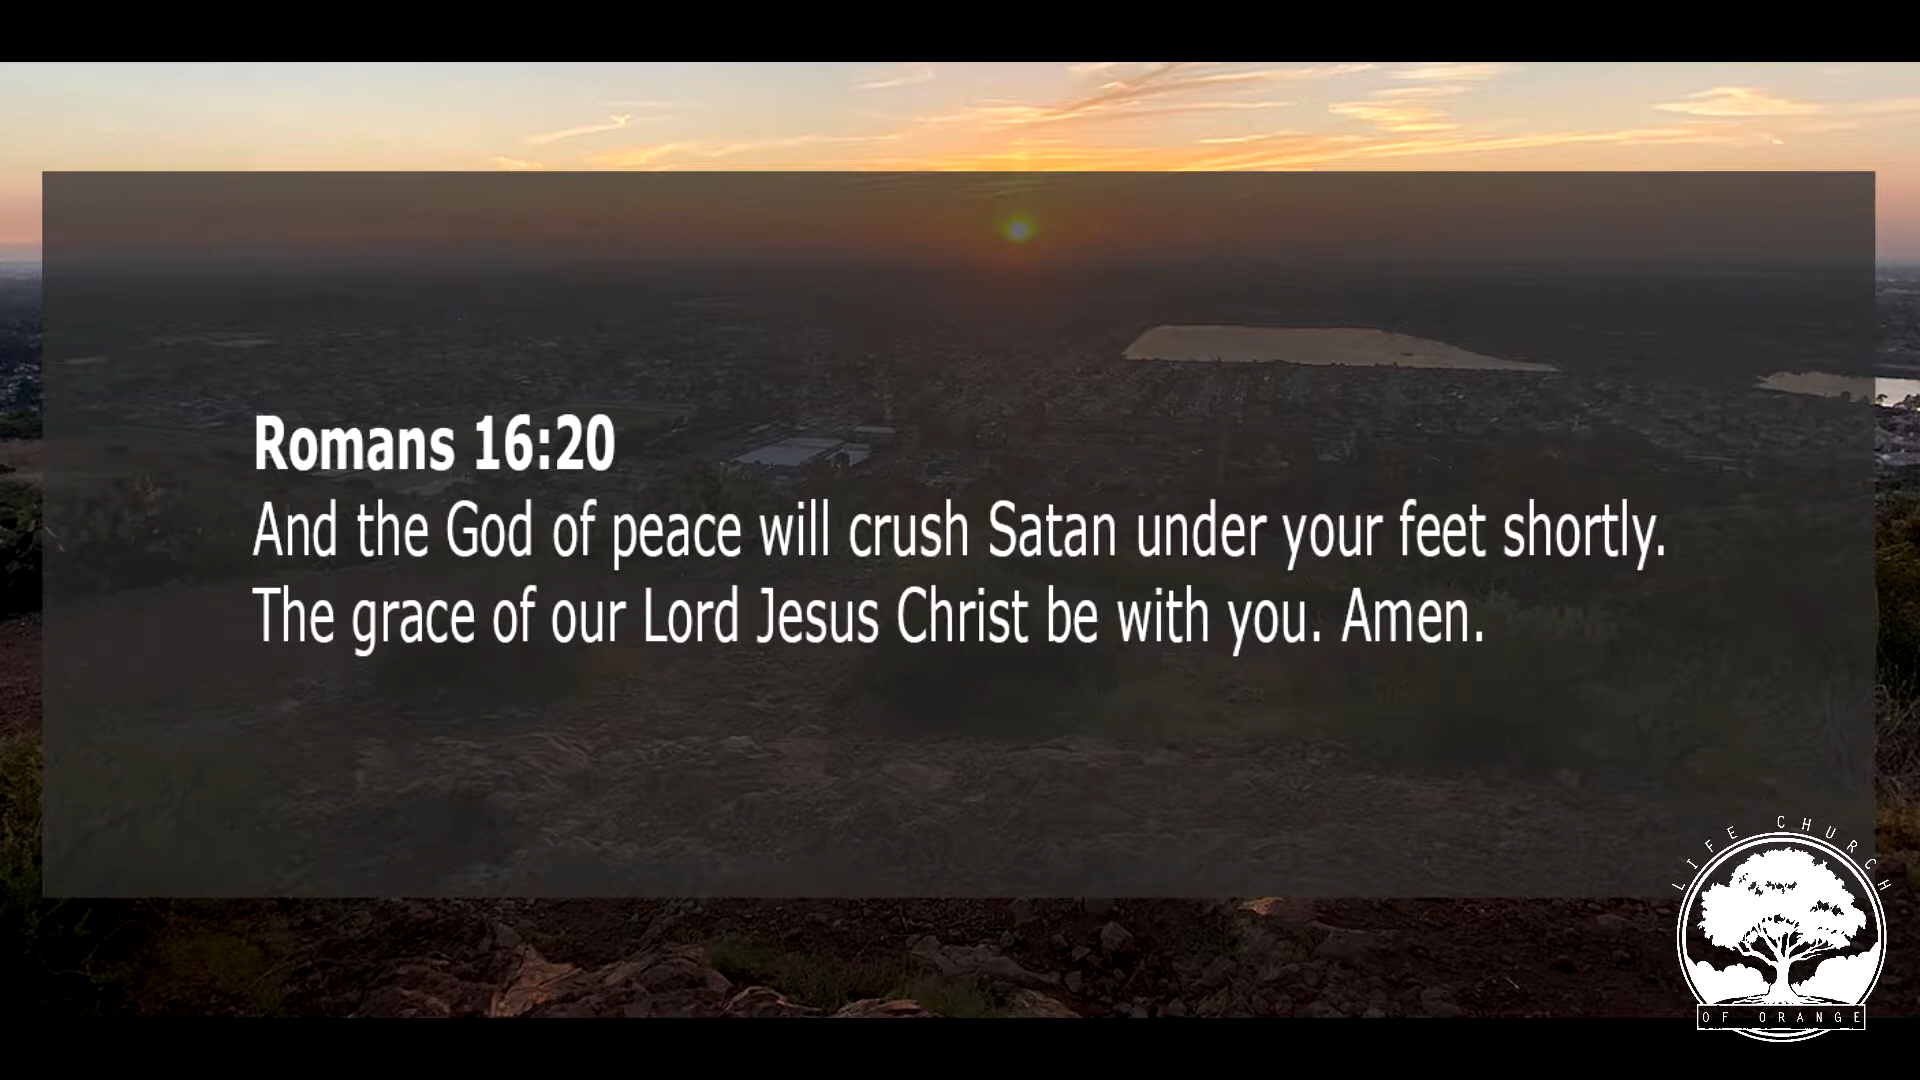 Romans 16:20
And the God of peace will crush Satan under your feet shortly.
The grace of our Lord Jesus Christ be with you. Amen.
LIFE CHURCH
OF ORANGE